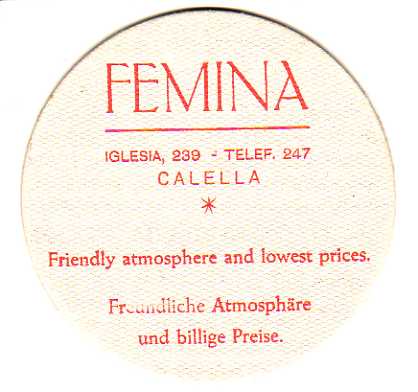 FEMINA
IGLESIA, 239 - TELEF. 247
CALELLA
*
Friendly atmosphere and lowest prices.
Freundliche Atmosphäre
und billige Preise.